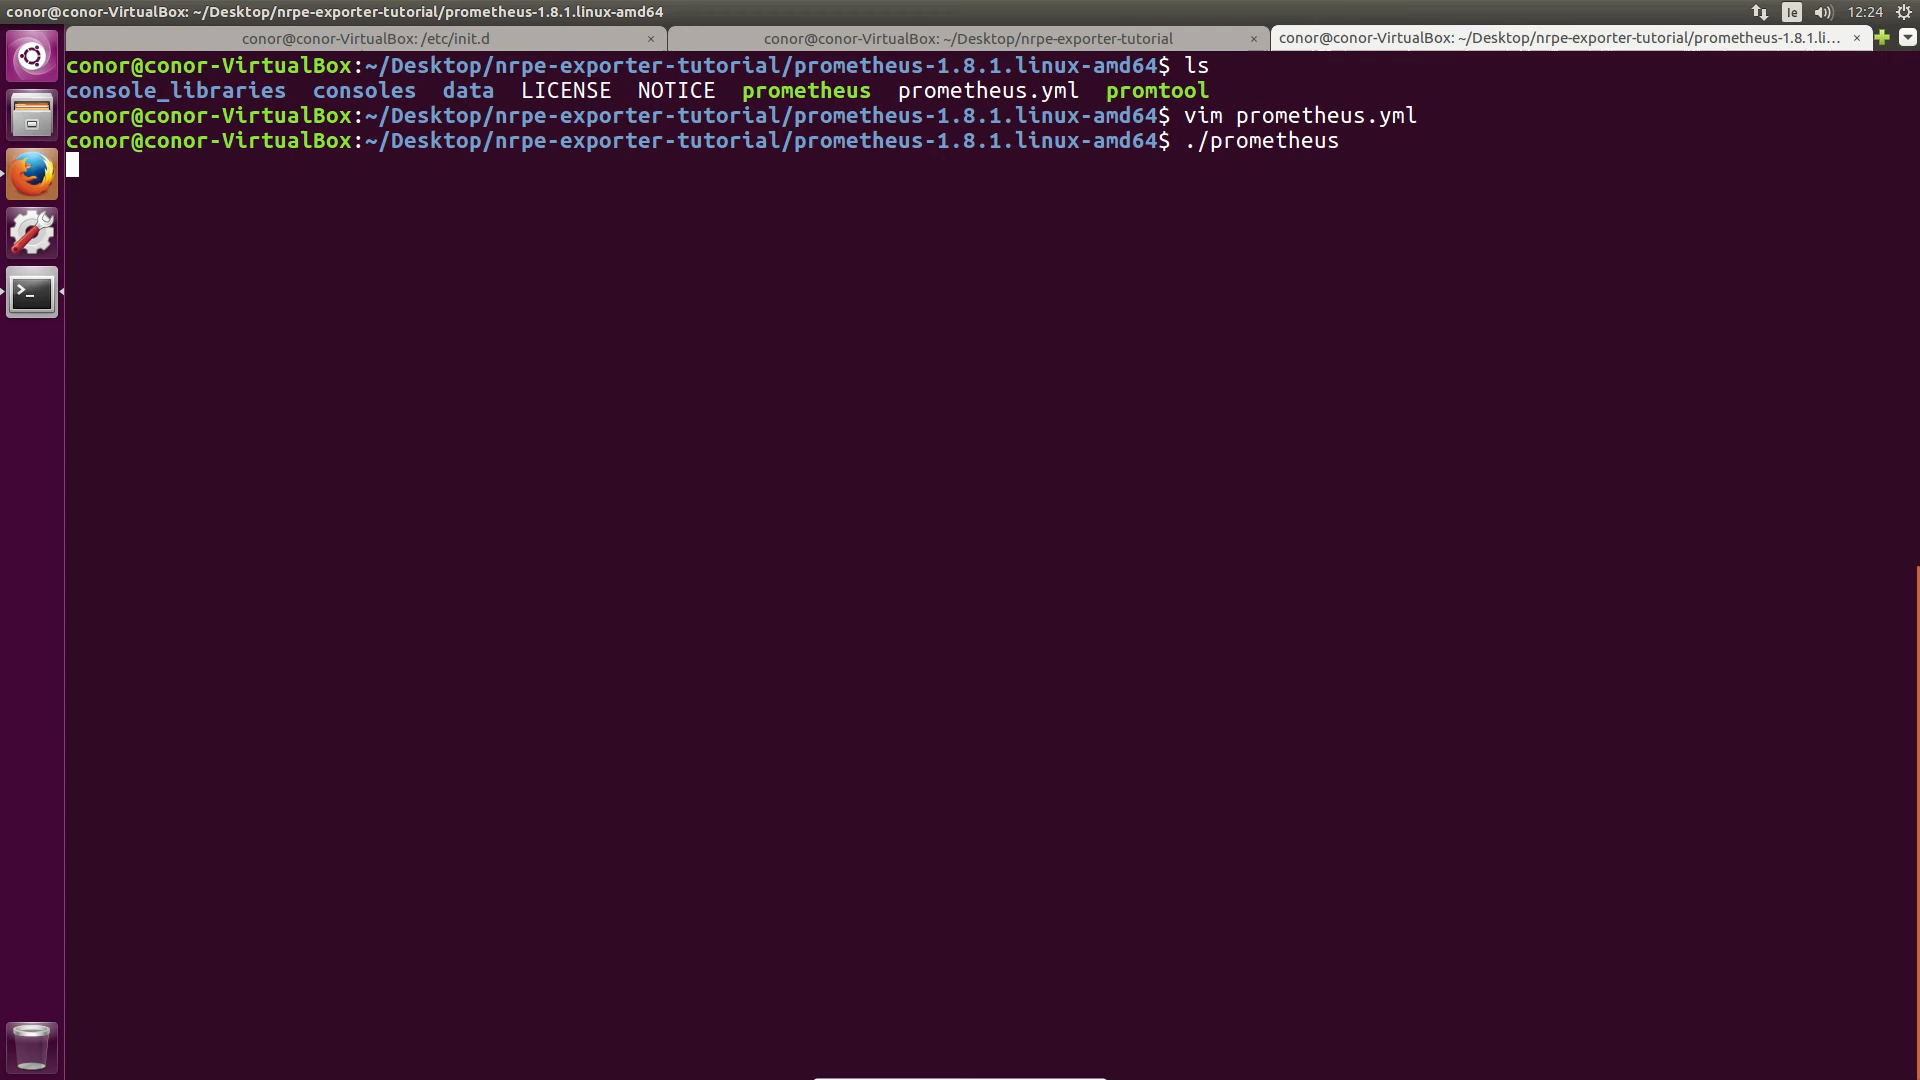 conor@conor-VirtualBox: ~/Desktop/nrpe-exporter-tutorial/prometheus-1.8.1.linux-amd64
Ie 12:24
conor@conor-VirtualBox: /etc/init.d × conor@conor-VirtualBox: ~/Desktop/nrpe-exporter-tutorial × conor@conor-VirtualBox: ~/Desktop/nrpe-exporter-tutorial/prometheus-1.8.1.li... ×
conor@conor-VirtualBox:~/Desktop/nrpe-exporter-tutorial/prometheus-1.8.1.linux-amd64$ ls
console_libraries consoles data LICENSE NOTICE prometheus prometheus.yml promtool
conor@conor-VirtualBox:~/Desktop/nrpe-exporter-tutorial/prometheus-1.8.1.linux-amd64$ vim prometheus.yml
conor@conor-VirtualBox:~/Desktop/nrpe-exporter-tutorial/prometheus-1.8.1.linux-amd64$ ./prometheus